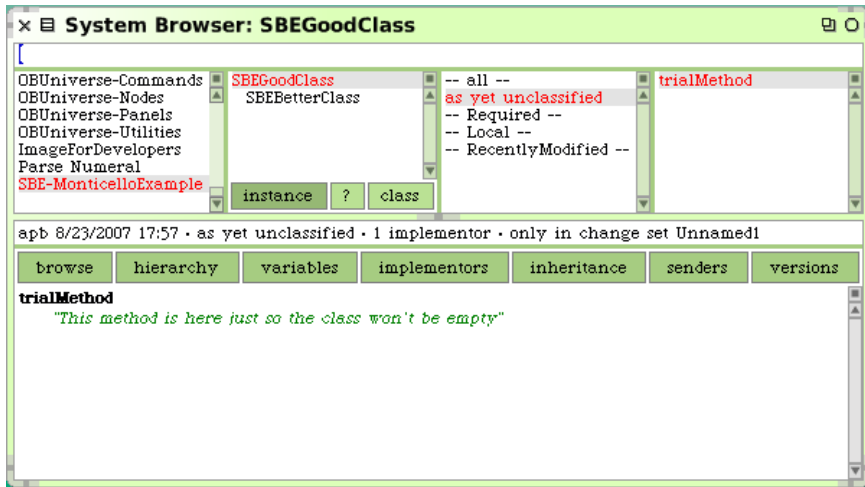 System Browser: SBEGoodClass
OBUniverse-Commands
OBUniverse-Nodes
OBUniverse-Panels
OBUniverse-Utilities
ImageForDevelopers
Parse Numeral
SBE-MonticelloExample
SBEGoodClass
SBEBetterClass
instance ? class
-- all --
as yet unclassified
-- Required --
-- Local --
-- RecentlyModified --
trialMethod
apb 8/23/2007 17:57 · as yet unclassified · 1 implementor · only in change set Unnamed1
browse hierarchy variables implementors inheritance senders versions
trialMethod
"This method is here just so the class won't be empty"